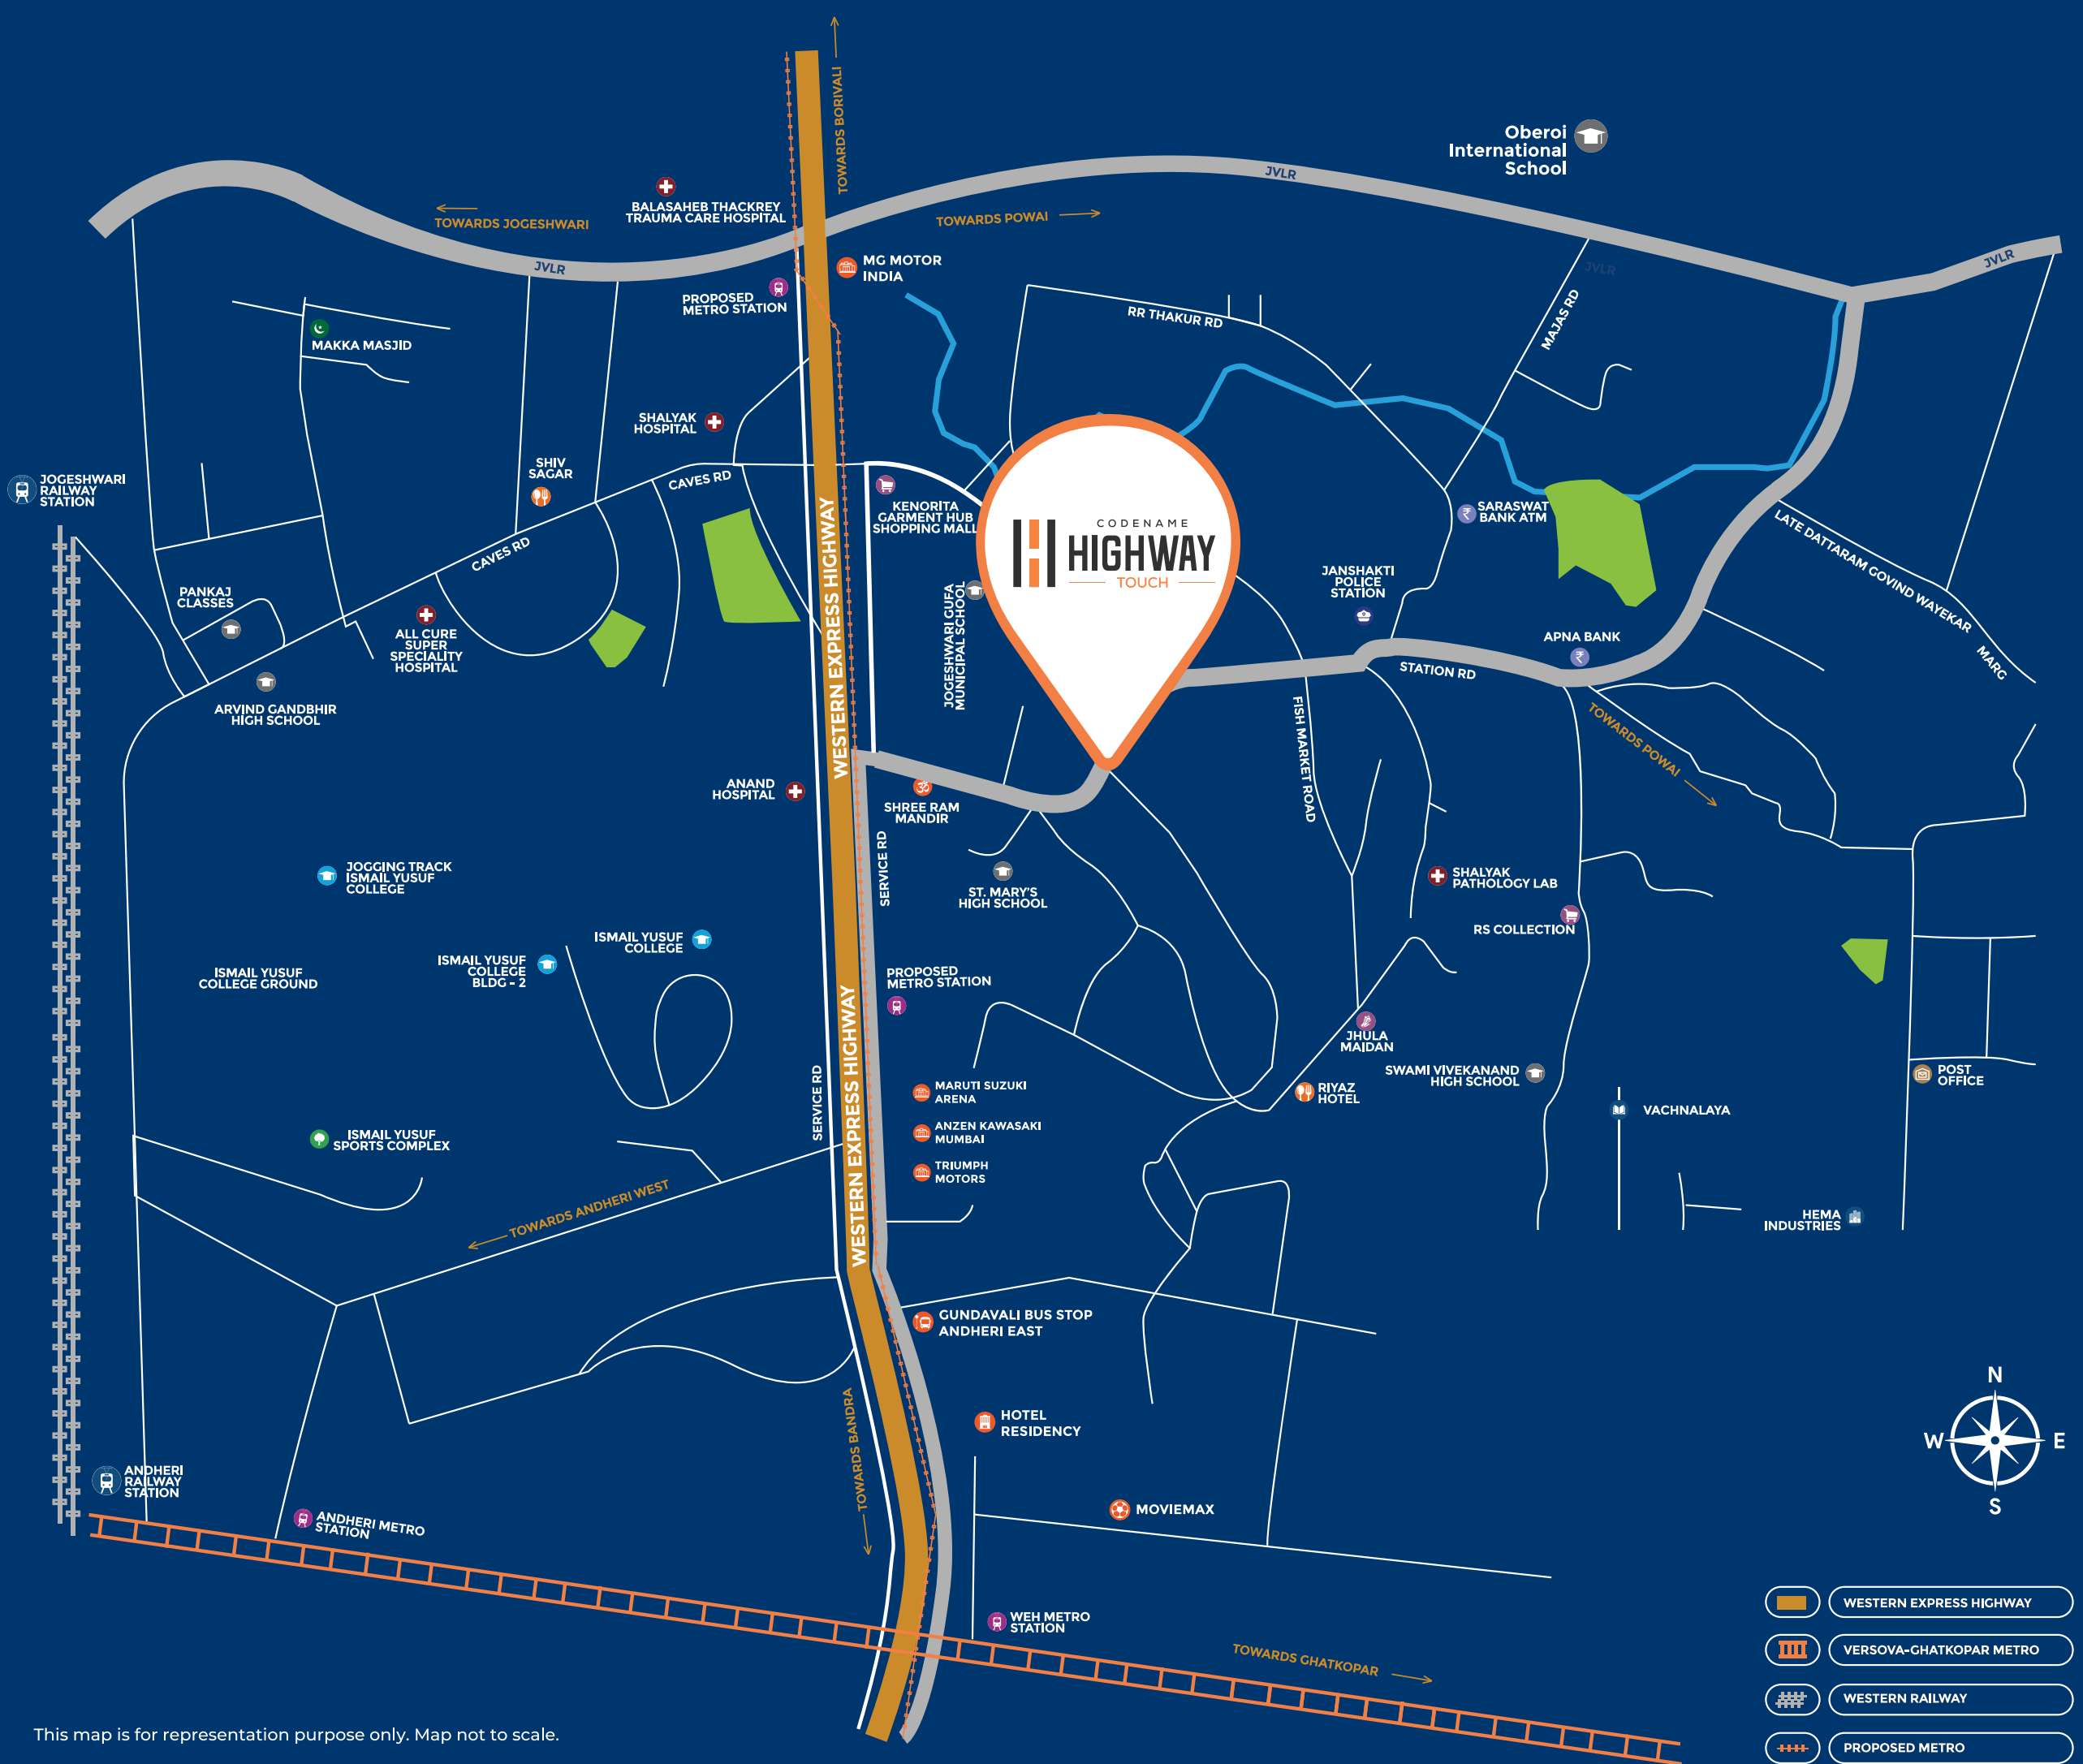 TOWARDS BORIVALI
Oberoi
International
School
JVLR
BALASAHEB THACKREY
TRAUMA CARE HOSPITAL
TOWARDS JOGESHWARI
TOWARDS POWAI
JVLR
JVLR
JVLR
MG MOTOR
INDIA
PROPOSED
METRO STATION
RR THAKUR RD
MAJAS RD
MAKKA MASJID
SHALYAK
HOSPITAL
SHIV
SAGAR
CAVES RD
JOGESHWARI
RAILWAY
STATION
KENORITA
GARMENT HUB
SHOPPING MALL
SARASWAT
BANK ATM
CODENAME
HIGHWAY
TOUCH
LATE DATTARAM GOVIND WAYEKAR
MARG
CAVES RD
WESTERN EXPRESS HIGHWAY
JOGESHWARI GUFA
MUNICIPAL SCHOOL
JANSHAKTI
POLICE
STATION
PANKAJ
CLASSES
ALL CURE
SUPER
SPECIALITY
HOSPITAL
APNA BANK
STATION RD
ARVIND GANDBHIR
HIGH SCHOOL
FISH MARKET ROAD
TOWARDS POWAI
ANAND
HOSPITAL
SHREE RAM
MANDIR
SERVICE RD
JOGGING TRACK
ISMAIL YUSUF
COLLEGE
ST. MARY'S
HIGH SCHOOL
SHALYAK
PATHOLOGY LAB
RS COLLECTION
ISMAIL YUSUF
COLLEGE
ISMAIL YUSUF
COLLEGE
BLDG - 2
ISMAIL YUSUF
COLLEGE GROUND
PROPOSED
METRO STATION
WESTERN EXPRESS HIGHWAY
JHULA
MAIDAN
SWAMI VIVEKANAND
HIGH SCHOOL
POST
OFFICE
SERVICE RD
MARUTI SUZUKI
ARENA
RIYAZ
HOTEL
VACHNALAYA
ANZEN KAWASAKI
MUMBAI
ISMAIL YUSUF
SPORTS COMPLEX
TRIUMPH
MOTORS
TOWARDS ANDHERI WEST
HEMA
INDUSTRIES
GUNDAVALI BUS STOP
ANDHERI EAST
TOWARDS BANDRA
HOTEL
RESIDENCY
N
W
E
S
ANDHERI
RAILWAY
STATION
ANDHERI METRO
STATION
MOVIEMAX
WEH METRO
STATION
TOWARDS GHATKOPAR
WESTERN EXPRESS HIGHWAY
VERSOVA-GHATKOPAR METRO
WESTERN RAILWAY
PROPOSED METRO
This map is for representation purpose only. Map not to scale.